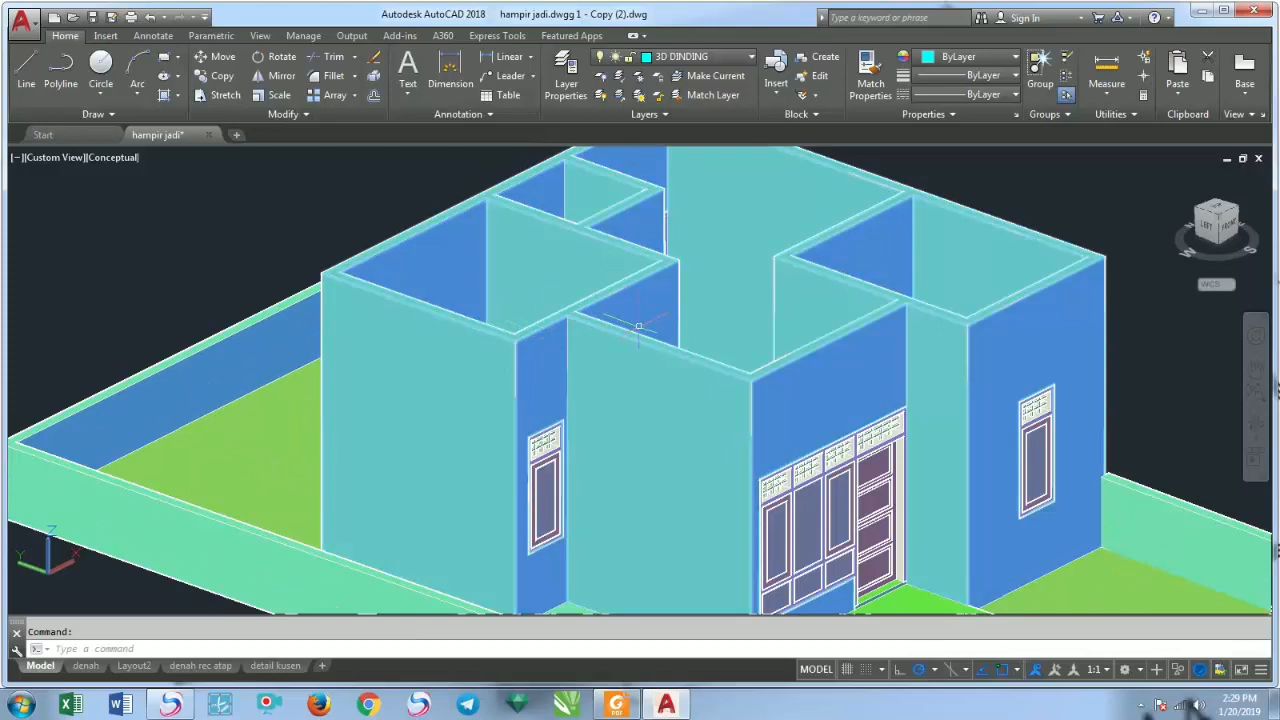 Autodesk AutoCAD 2018 hampir jadi.dwgg 1 - Copy (2).dwg
Type a keyword or phrase
Sign In
Home Insert Annotate Parametric View Manage Output Add-ins A360 Express Tools Featured Apps
Line Polyline Circle Arc
Move Rotate Trim
Copy Mirror Fillet
Stretch Scale Array
Text Dimension
Linear
Leader
Table
Layer Properties
3D DINDING
Make Current
Match Layer
Insert
Create
Edit
Match Properties
ByLayer
ByLayer
ByLayer
Group
Measure
Paste
Base
Draw Modify Annotation Layers Block Properties Groups Utilities Clipboard View
Start hampir jadi*
[−][Custom View][Conceptual]
LEFT FRONT
W S
WCS
Z
Y X
Command:
Type a command
Model denah Layout2 denah rec atap detail kusen
MODEL 1:1
2:29 PM
1/20/2019